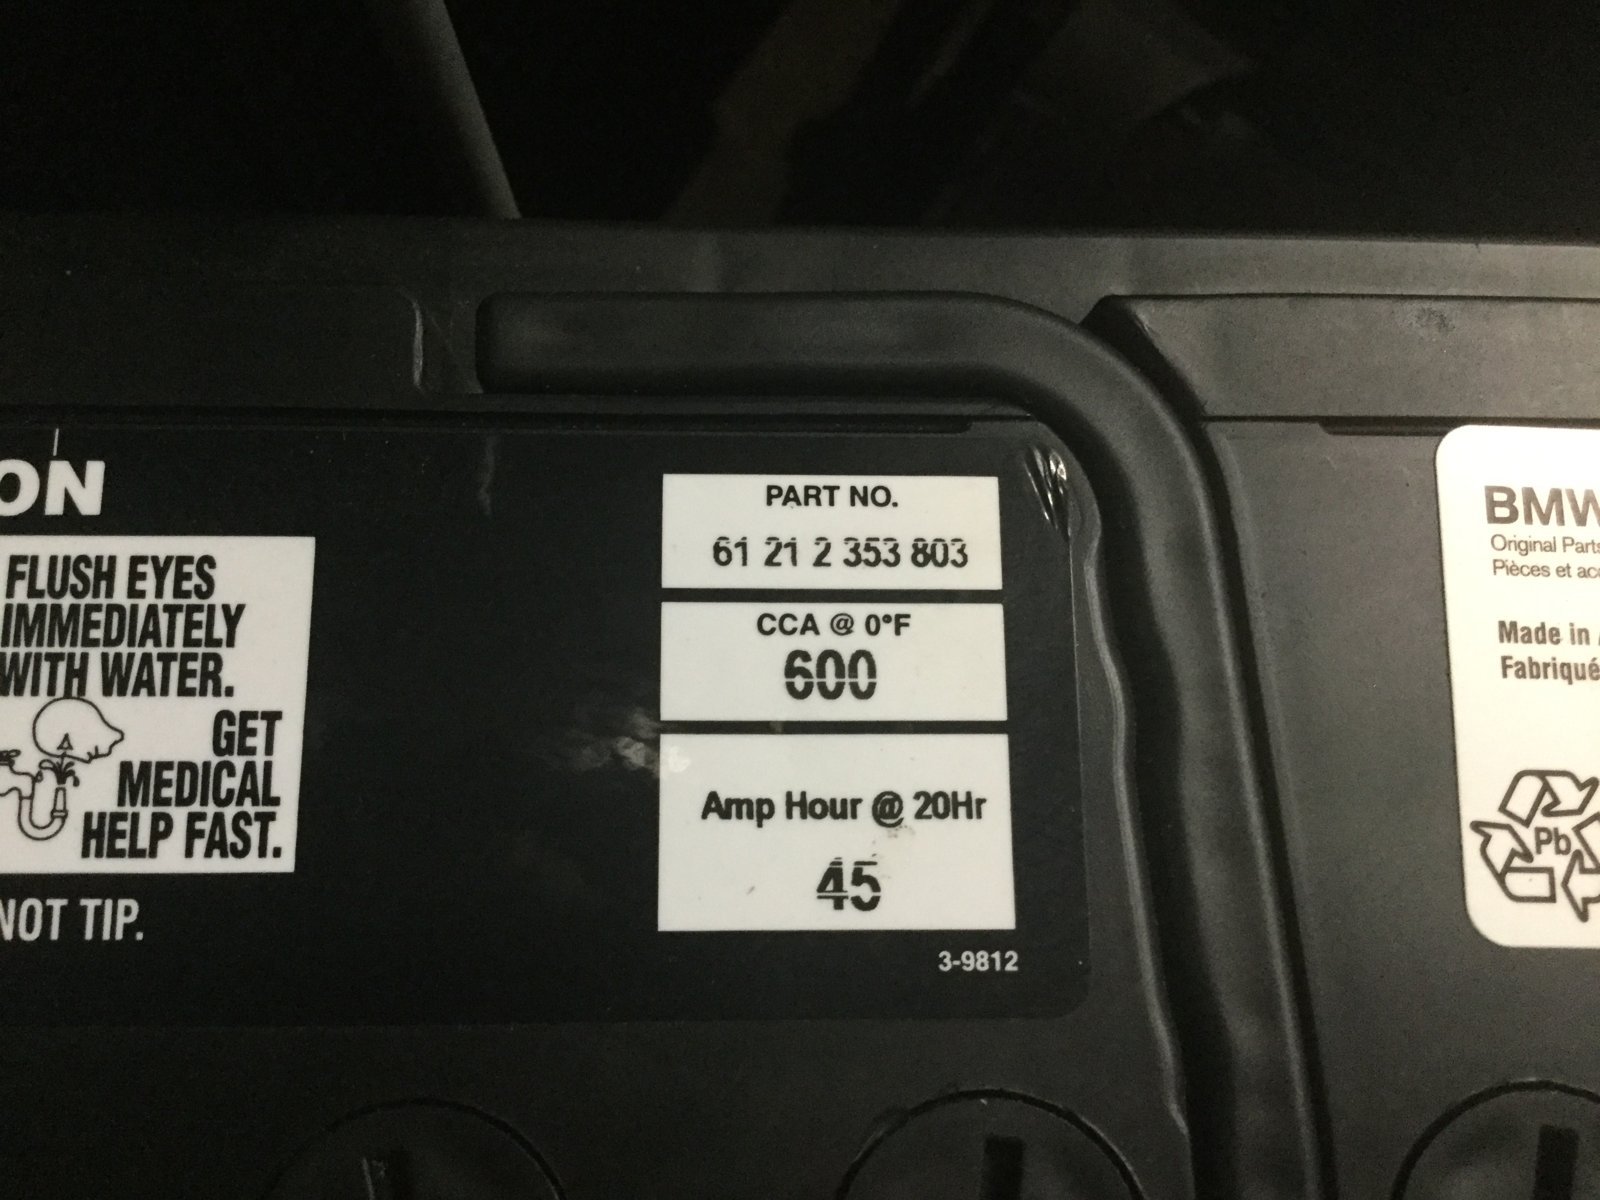 ON
FLUSH EYES
IMMEDIATELY
WITH WATER.
GET
MEDICAL
HELP FAST.
NOT TIP.
PART NO.
61 21 2 353 803
CCA @ 0°F
600
Amp Hour @ 20Hr
45
3-9812
BMW
Original Parts
Pièces et acc
Made in
Fabriqué
Pb